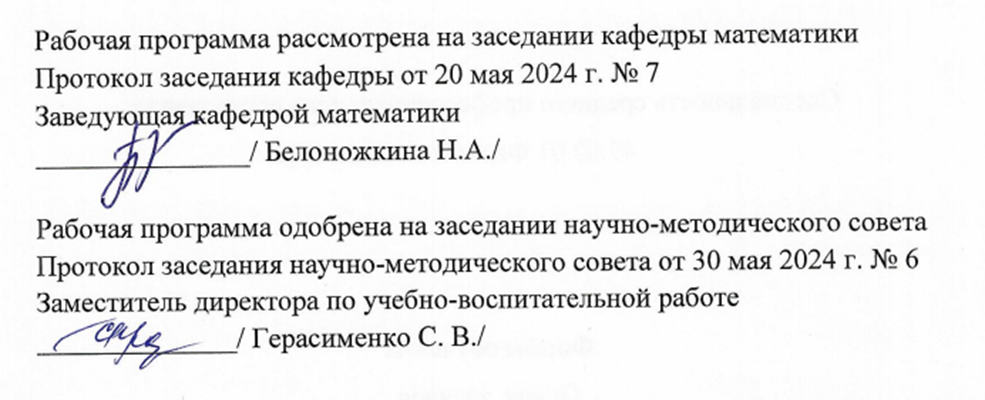 Рабочая программа рассмотрена на заседании кафедры математики
Протокол заседания кафедры от 20 мая 2024 г. № 7
Заведующая кафедрой математики
________________/ Белоножкина Н.А./
Рабочая программа одобрена на заседании научно-методического совета
Протокол заседания научно-методического совета от 30 мая 2024 г. № 6
Заместитель директора по учебно-воспитательной работе
_______________/ Герасименко С. В./